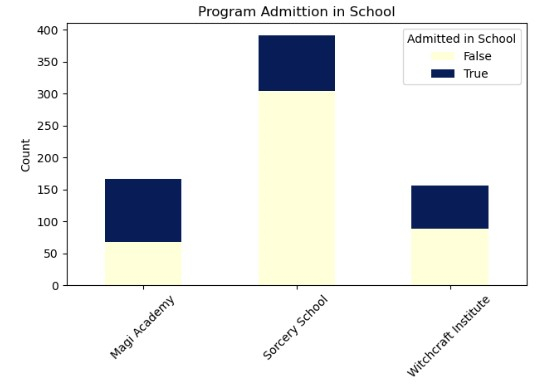 Program Admittion in School
Admitted in School
False
True
Count
400
350
300
250
200
150
100
50
0
Magi Academy
Sorcery School
Witchcraft Institute